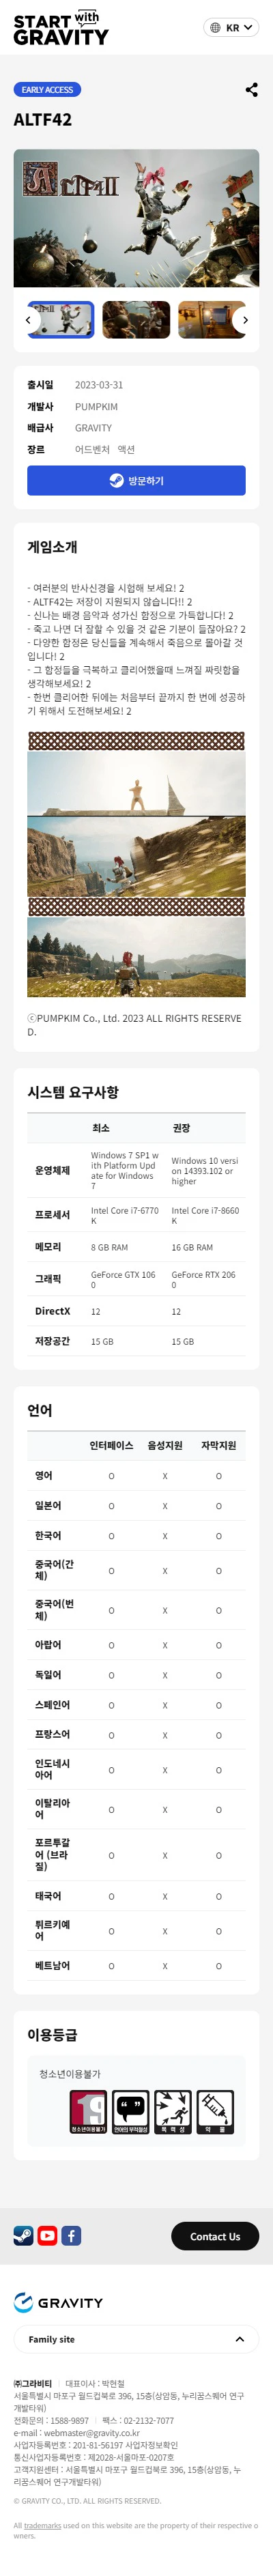 START with
GRAVITY
KR
EARLY ACCESS
ALTF42
ALTF4II
출시일 2023-03-31
개발사 PUMPKIM
배급사 GRAVITY
장르 어드벤처 액션
방문하기
게임소개
- 여러분의 반사신경을 시험해 보세요! 2
- ALTF42는 저장이 지원되지 않습니다!! 2
- 신나는 배경 음악과 성가신 함정으로 가득합니다! 2
- 죽고 나면 더 잘할 수 있을 것 같은 기분이 들잖아요? 2
- 다양한 함정은 당신들을 계속해서 죽음으로 몰아갈 것
입니다! 2
- 그 함정들을 극복하고 클리어했을때 느껴질 짜릿함을
생각해보세요! 2
- 한번 클리어한 뒤에는 처음부터 끝까지 한 번에 성공하
기 위해서 도전해보세요! 2
ⓒPUMPKIM Co., Ltd. 2023 ALL RIGHTS RESERVE
D.
시스템 요구사항
최소 권장
운영체제 Windows 7 SP1 w
ith Platform Upd
ate for Windows
7
Windows 10 versi
on 14393.102 or
higher
프로세서 Intel Core i7-6770
K
Intel Core i7-8660
K
메모리 8 GB RAM 16 GB RAM
그래픽 GeForce GTX 106
0
GeForce RTX 206
0
DirectX 12 12
저장공간 15 GB 15 GB
언어
인터페이스 음성지원 자막지원
영어 O X O
일본어 O X O
한국어 O X O
중국어(간
체) O X O
중국어(번
체) O X O
아랍어 O X O
독일어 O X O
스페인어 O X O
프랑스어 O X O
인도네시
아어 O X O
이탈리아
어 O X O
포르투갈
어 (브라
질) O X O
태국어 O X O
튀르키예
어 O X O
베트남어 O X O
이용등급
청소년이용불가
19
청소년이용불가 언어의 부적절성 폭 력 성 약 물
Contact Us
GRAVITY
Family site
㈜그라비티 대표이사 : 박현철
서울특별시 마포구 월드컵북로 396, 15층(상암동, 누리꿈스퀘어 연구
개발타워)
전화문의 : 1588-9897 팩스 : 02-2132-7077
e-mail : webmaster@gravity.co.kr
사업자등록번호 : 201-81-56197 사업자정보확인
통신사업자등록번호 : 제2028-서울마포-0207호
고객지원센터 : 서울특별시 마포구 월드컵북로 396, 15층(상암동, 누
리꿈스퀘어 연구개발타워)
© GRAVITY CO., LTD. ALL RIGHTS RESERVED.
All trademarks used on this website are the property of their respective o
wners.